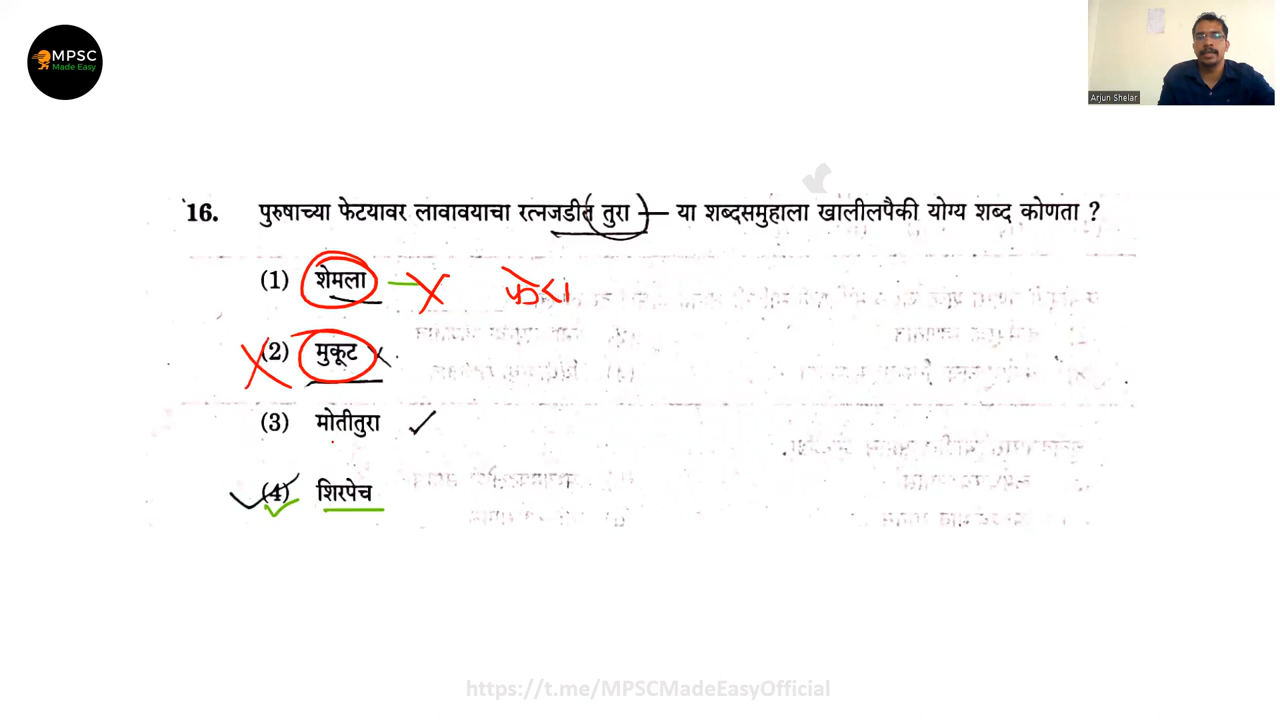 MPSC
Made Easy
Arjun Shelar
16. पुरुषाच्या फेटयावर लावावयाचा रत्नजडीत तुरा — या शब्दसमुहाला खालीलपैकी योग्य शब्द कोणता ?
(1) शेमला
(2) मुकूट
(3) मोतीतुरा
(4) शिरपेच
https://t.me/MPSCMadeEasyOfficial